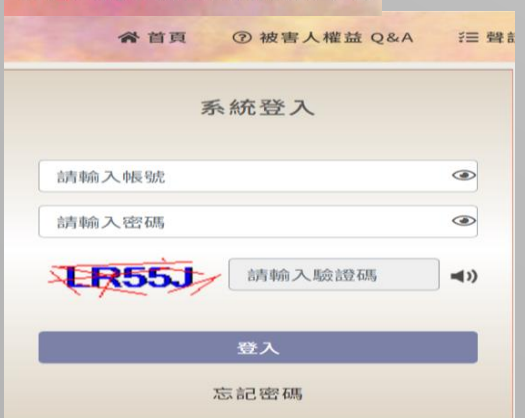 首頁 被害人權益 Q&A
系統登入
請輸入帳號
請輸入密碼
LR55J 請輸入驗證碼
登入
忘記密碼